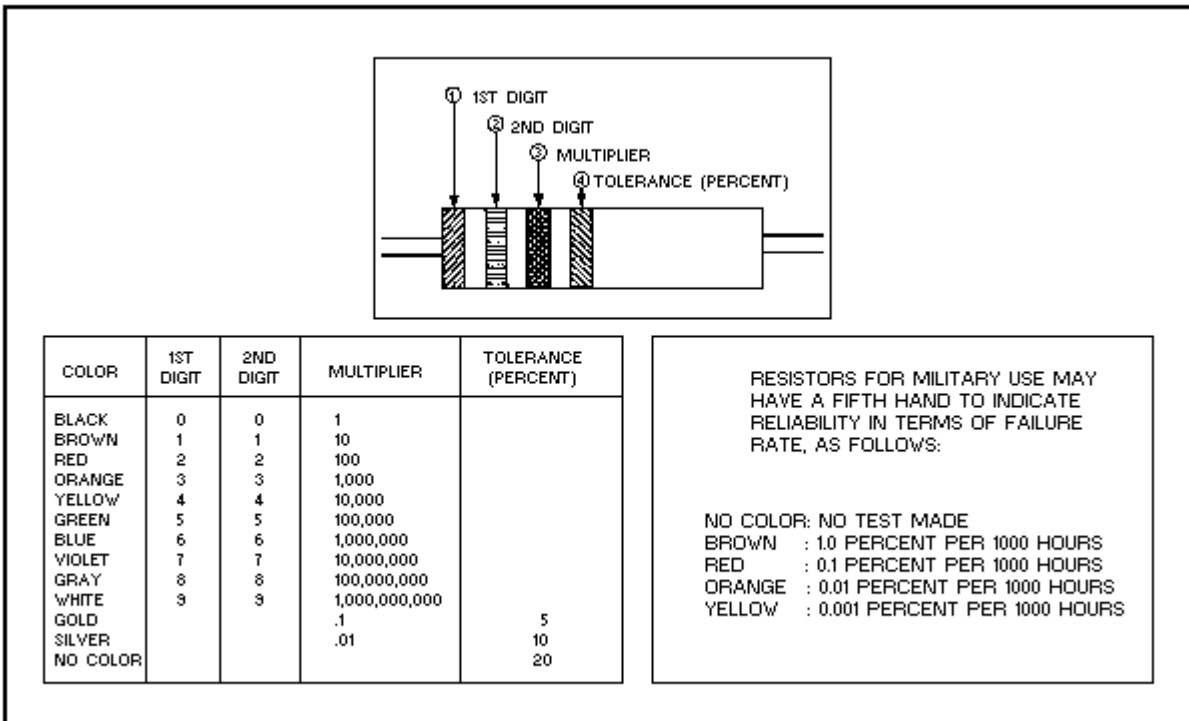 ① 1ST DIGIT
② 2ND DIGIT
③ MULTIPLIER
④ TOLERANCE (PERCENT)
COLOR 1ST DIGIT 2ND DIGIT MULTIPLIER TOLERANCE (PERCENT)
BLACK 0 0 1
BROWN 1 1 10
RED 2 2 100
ORANGE 3 3 1,000
YELLOW 4 4 10,000
GREEN 5 5 100,000
BLUE 6 6 1,000,000
VIOLET 7 7 10,000,000
GRAY 8 8 100,000,000
WHITE 9 9 1,000,000,000
GOLD .1 5
SILVER .01 10
NO COLOR 20
RESISTORS FOR MILITARY USE MAY
HAVE A FIFTH HAND TO INDICATE
RELIABILITY IN TERMS OF FAILURE
RATE, AS FOLLOWS:
NO COLOR: NO TEST MADE
BROWN : 1.0 PERCENT PER 1000 HOURS
RED : 0.1 PERCENT PER 1000 HOURS
ORANGE : 0.01 PERCENT PER 1000 HOURS
YELLOW : 0.001 PERCENT PER 1000 HOURS